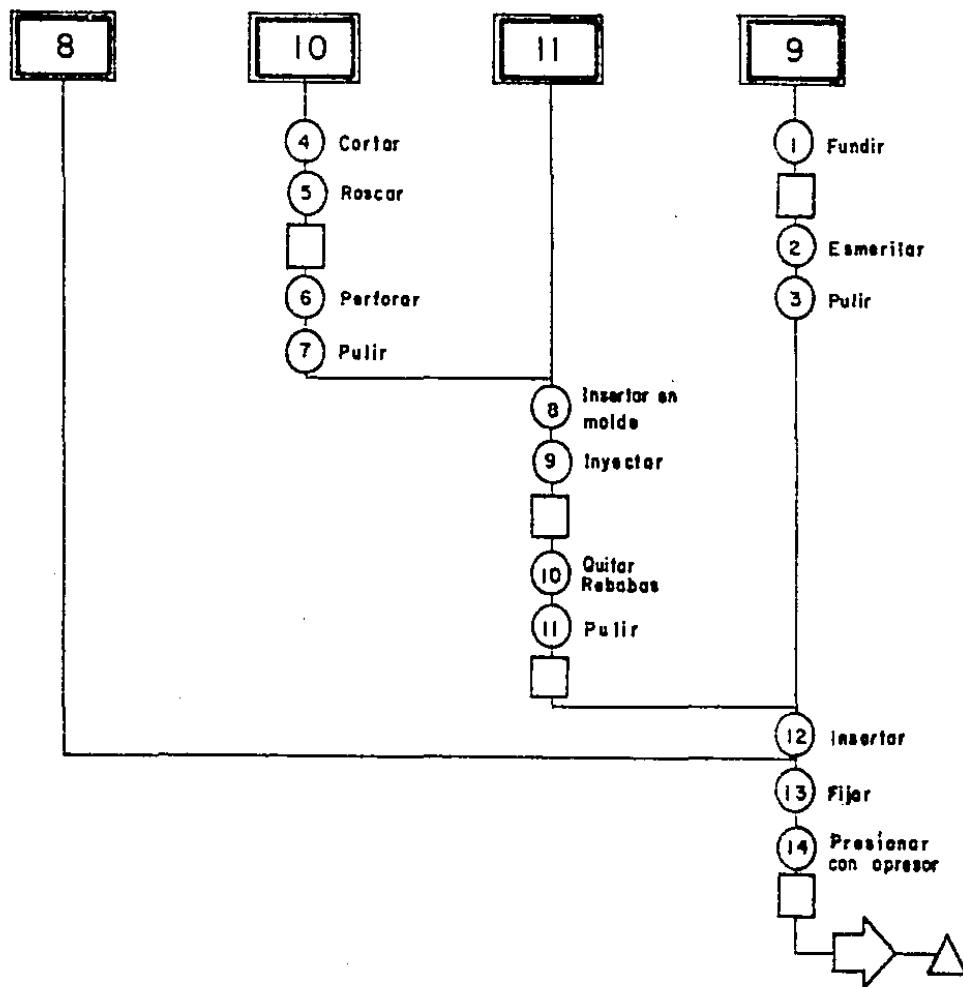 8
10
11
9
4 Cortar
5 Roscar
6 Perforar
7 Pulir
8 Insertar en
molde
9 Inyectar
10 Quitar
Rebabas
11 Pulir
1 Fundir
2 Esmerilar
3 Pulir
12 Insertar
13 Fijar
14 Presionar
con apresor